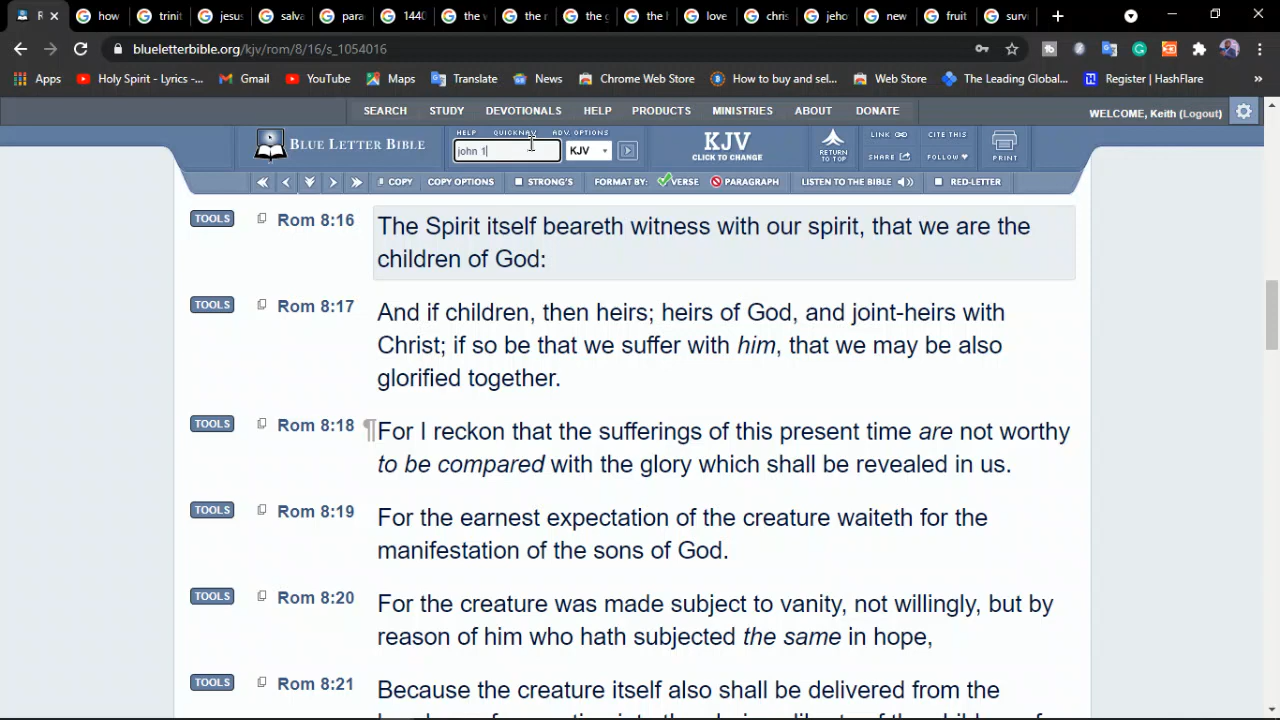 R
how
trinit
jesu
salva
para
1440
the v
the r
the g
the h
love
chris
jeho
new
fruit
survi
blueletterbible.org/kjv/rom/8/16/s_1054016
Apps
Holy Spirit - Lyrics -...
Gmail
YouTube
Maps
Translate
News
Chrome Web Store
How to buy and sel...
Web Store
The Leading Global...
Register | HashFlare
»
SEARCH
STUDY
DEVOTIONALS
HELP
PRODUCTS
MINISTRIES
ABOUT
DONATE
WELCOME, Keith (Logout)
BLUE LETTER BIBLE
HELP
QUICKNAV
ADV. OPTIONS
john 1
KJV
KJV
CLICK TO CHANGE
RETURN
TO TOP
LINK
CITE THIS
SHARE
FOLLOW
PRINT
COPY
COPY OPTIONS
STRONG'S
FORMAT BY:
VERSE
PARAGRAPH
LISTEN TO THE BIBLE
RED-LETTER
TOOLS
Rom 8:16
The Spirit itself beareth witness with our spirit, that we are the
children of God:
TOOLS
Rom 8:17
And if children, then heirs; heirs of God, and joint-heirs with
Christ; if so be that we suffer with him, that we may be also
glorified together.
TOOLS
Rom 8:18
¶For I reckon that the sufferings of this present time are not worthy
to be compared with the glory which shall be revealed in us.
TOOLS
Rom 8:19
For the earnest expectation of the creature waiteth for the
manifestation of the sons of God.
TOOLS
Rom 8:20
For the creature was made subject to vanity, not willingly, but by
reason of him who hath subjected the same in hope,
TOOLS
Rom 8:21
Because the creature itself also shall be delivered from the